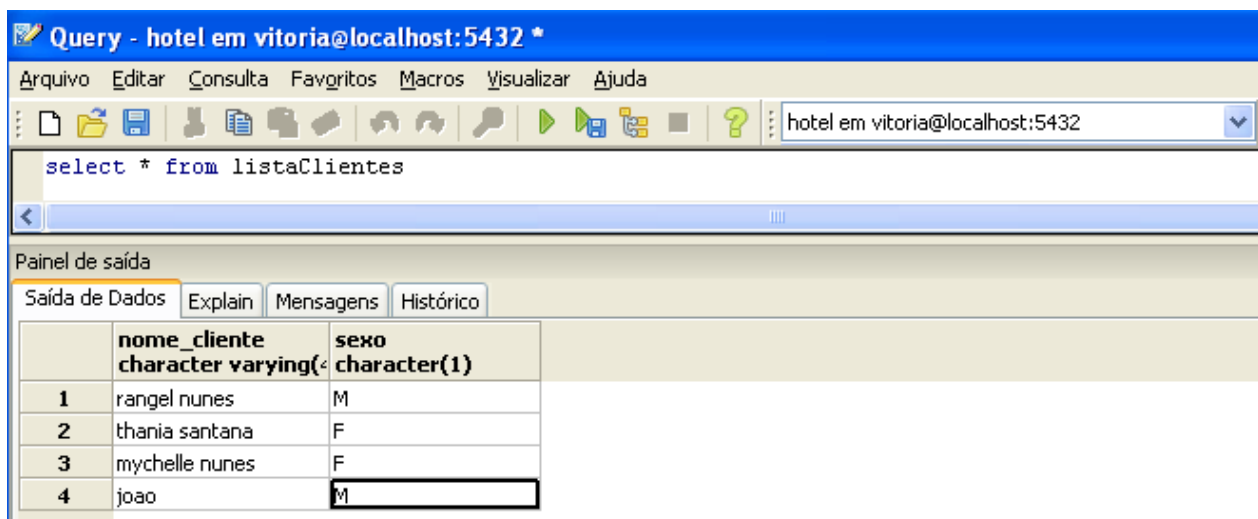 Query - hotel em vitoria@localhost:5432 *
Arquivo Editar Consulta Favoritos Macros Visualizar Ajuda
hotel em vitoria@localhost:5432
select * from listaClientes
Painel de saída
Saída de Dados Explain Mensagens Histórico
nome_cliente sexo
character varying(4 character(1)
1 rangel nunes M
2 thania santana F
3 mychelle nunes F
4 joao M